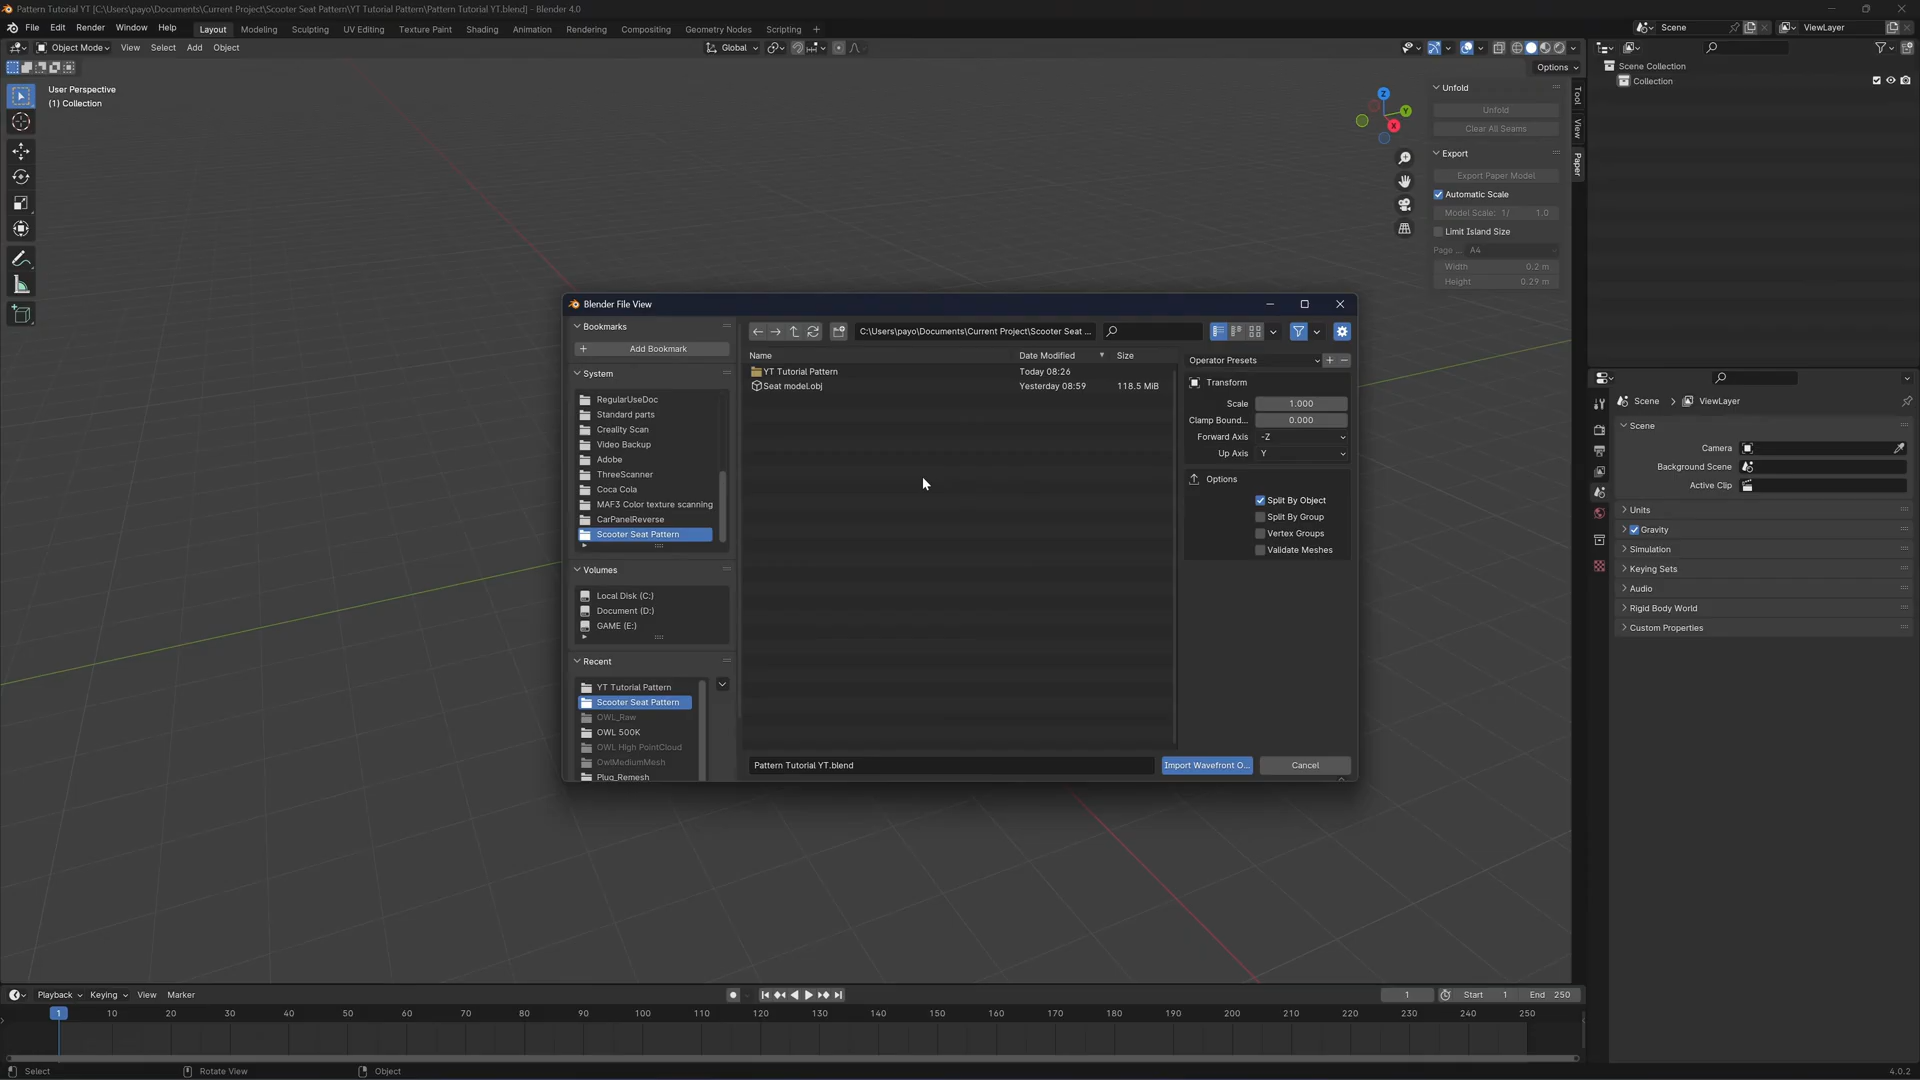 Pattern Tutorial YT [C:\Users\payo\Documents\Current Project\Scooter Seat Pattern\YT Tutorial Pattern\Pattern Tutorial YT.blend] - Blender 4.0
File Edit Render Window Help Layout Modeling Sculpting UV Editing Texture Paint Shading Animation Rendering Compositing Geometry Nodes Scripting + Scene ViewLayer
Object Mode View Select Add Object Global
Options
User Perspective
(1) Collection
Z
Y
X
Unfold
Unfold
Clear All Seams
Export
Export Paper Model
Automatic Scale
Model Scale: 1/ 1.0
Limit Island Size
Page ... A4
Width 0.2 m
Height 0.29 m
Tool
View
Paper
Scene Collection
Collection
Scene > ViewLayer
Scene
Camera
Background Scene
Active Clip
Units
Gravity
Simulation
Keying Sets
Audio
Rigid Body World
Custom Properties
Blender File View
Bookmarks
Add Bookmark
System
RegularUseDoc
Standard parts
Creality Scan
Video Backup
Adobe
ThreeScanner
Coca Cola
MAF3 Color texture scanning
CarPanelReverse
Scooter Seat Pattern
Volumes
Local Disk (C:)
Document (D:)
GAME (E:)
Recent
YT Tutorial Pattern
Scooter Seat Pattern
OWL_Raw
OWL 500K
OWL High PointCloud
OwlMediumMesh
Plug_Remesh
C:\Users\payo\Documents\Current Project\Scooter Seat ...
Name Date Modified Size
YT Tutorial Pattern Today 08:26
Seat model.obj Yesterday 08:59 118.5 MiB
Operator Presets
Transform
Scale 1.000
Clamp Boun... 0.000
Forward Axis -Z
Up Axis Y
Options
Split By Object
Split By Group
Vertex Groups
Validate Meshes
Pattern Tutorial YT.blend
Import Wavefront O...
Cancel
Playback Keying View Marker 1 Start 1 End 250
1 10 20 30 40 50 60 70 80 90 100 110 120 130 140 150 160 170 180 190 200 210 220 230 240 250
Select Rotate View Object 4.0.2